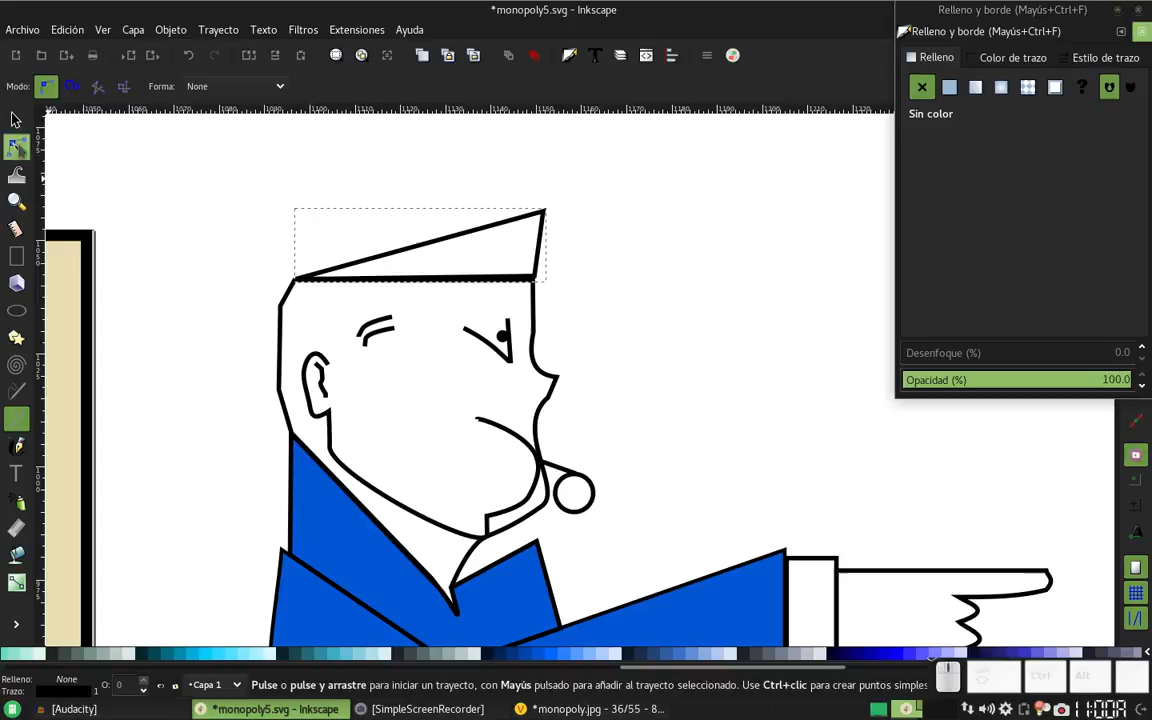 *monopoly5.svg - Inkscape
Relleno y borde (Mayús+Ctrl+F)
Archivo Edición Ver Capa Objeto Trayecto Texto Filtros Extensiones Ayuda
Relleno y borde (Mayús+Ctrl+F)
Relleno Color de trazo Estilo de trazo
Modo: Forma: None
Sin color
Desenfoque (%) 0.0
Opacidad (%) 100.0
Relleno: None
Trazo: 1 O: 0 •Capa 1 Pulse o pulse y arrastre para iniciar un trayecto, con Mayús pulsado para añadir al trayecto seleccionado. Use Ctrl+clic para crear puntos simples
Ctrl Alt
[Audacity] *monopoly5.svg - Inkscape [SimpleScreenRecorder] *monopoly.jpg - 36/55 - 8...